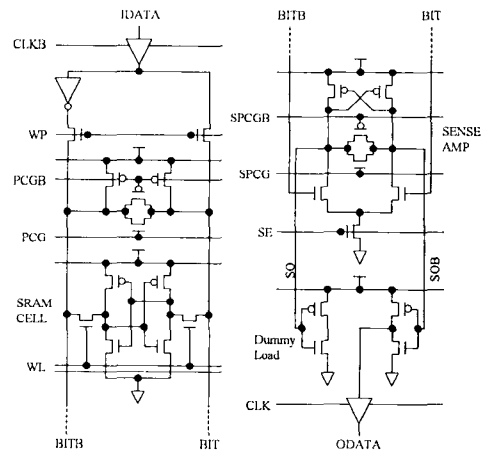 IDATA
CLKB
WP
PCGB
PCG
SRAM
CELL
WL
BITB
BIT
BITB
BIT
SPCGB
SENSE
AMP
SPCG
SE
SO
SOB
Dummy
Load
CLK
ODATA